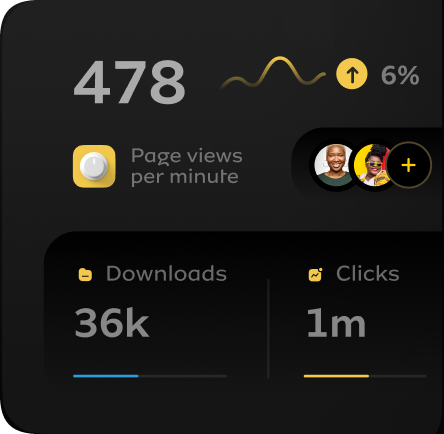 478
6%
Page views
per minute
+
Downloads
Clicks
36k
1m